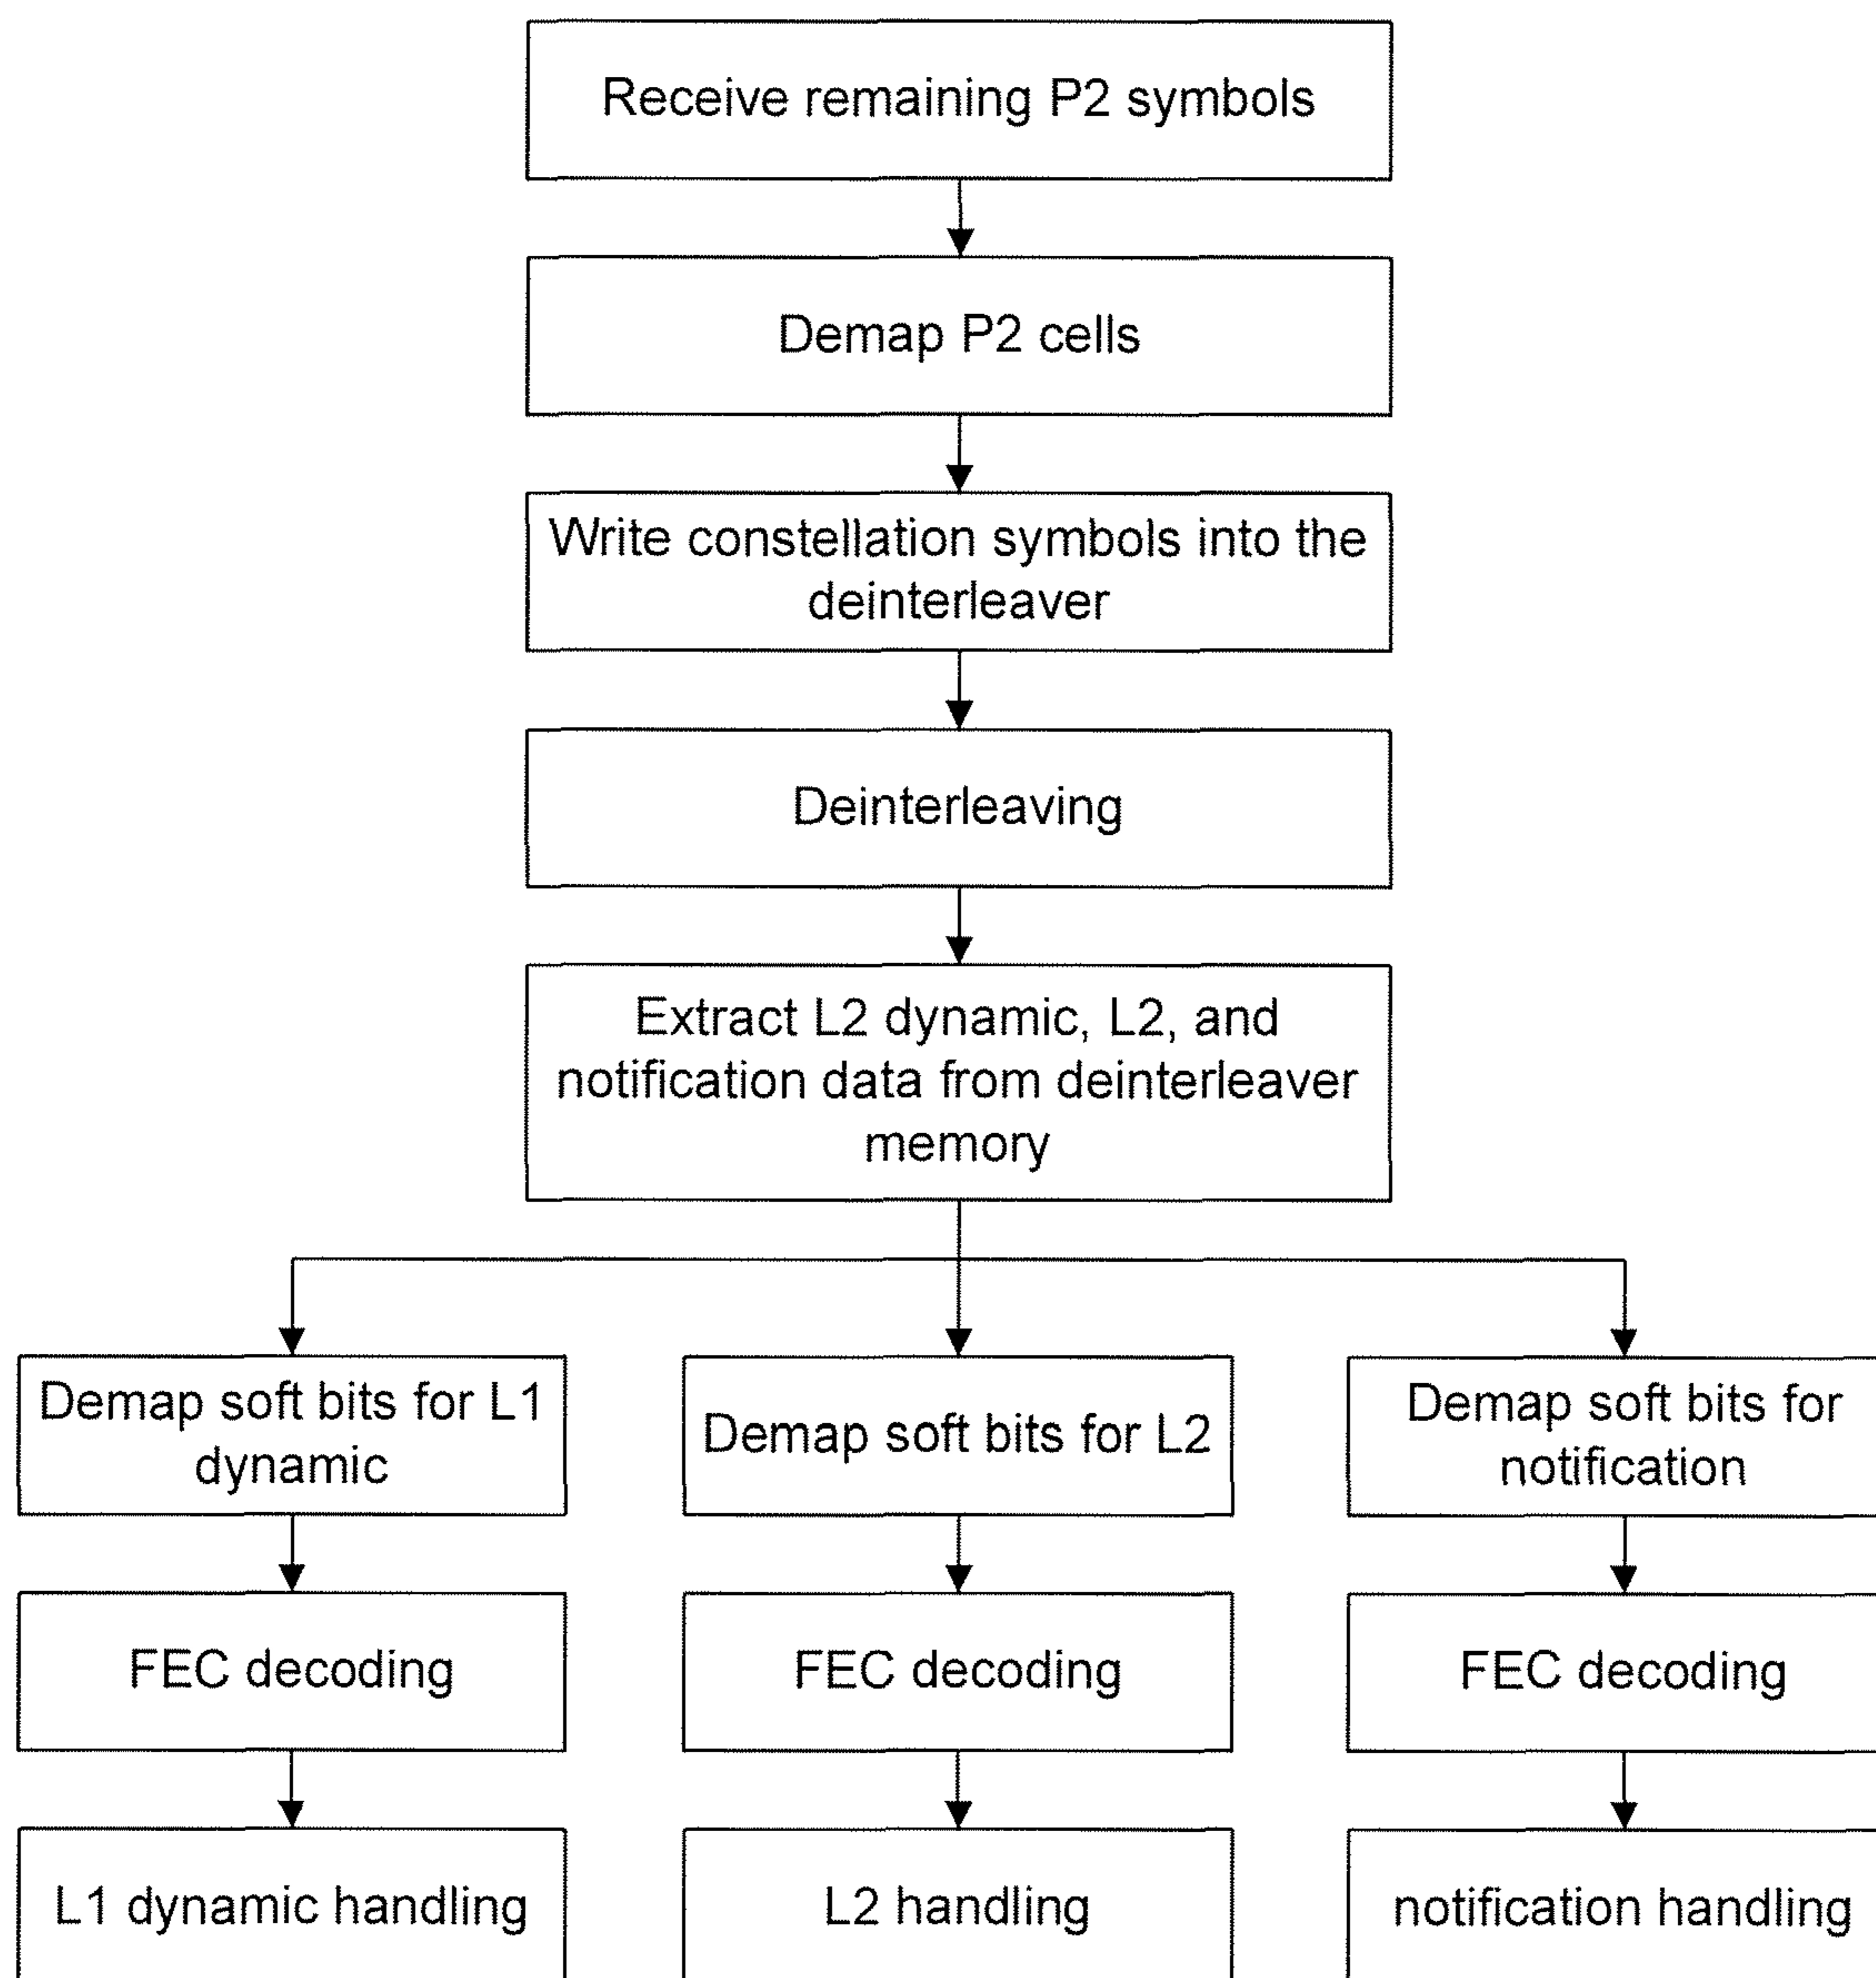 Receive remaining P2 symbols
Demap P2 cells
Write constellation symbols into the
deinterleaver
Deinterleaving
Extract L2 dynamic, L2, and
notification data from deinterleaver
memory
Demap soft bits for L1
dynamic
Demap soft bits for L2
Demap soft bits for
notification
FEC decoding
FEC decoding
FEC decoding
L1 dynamic handling
L2 handling
notification handling